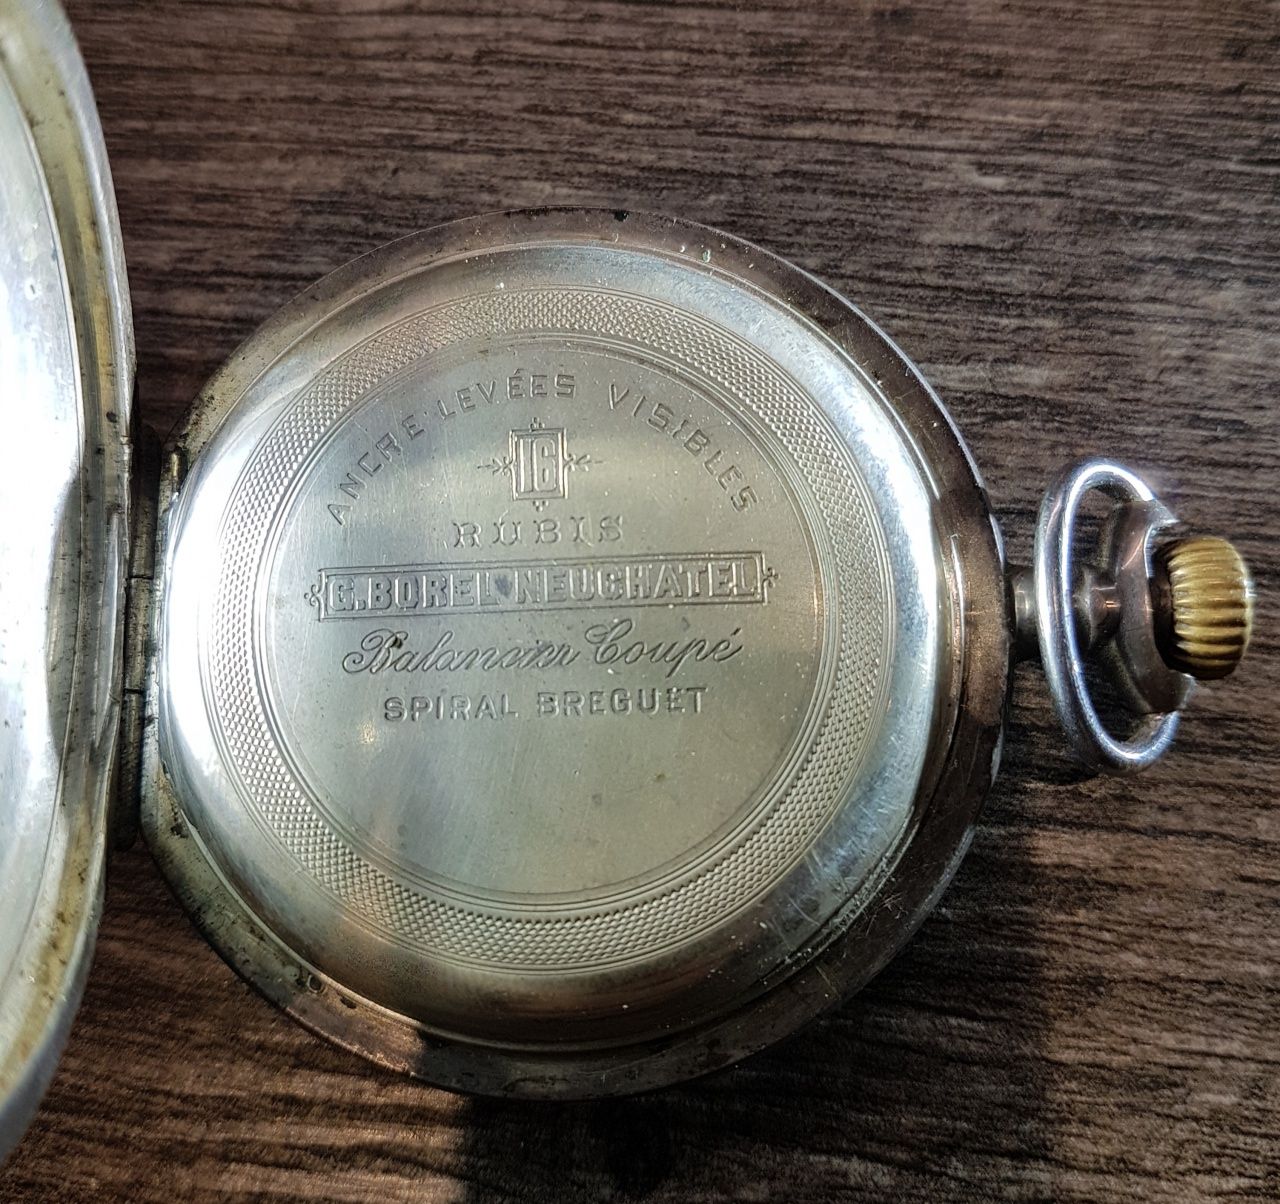 ANCRE LEVÉES VISIBLES
16
RUBIS
G. BOREL NEUCHATEL
Balancier Coupé
SPIRAL BREGUET